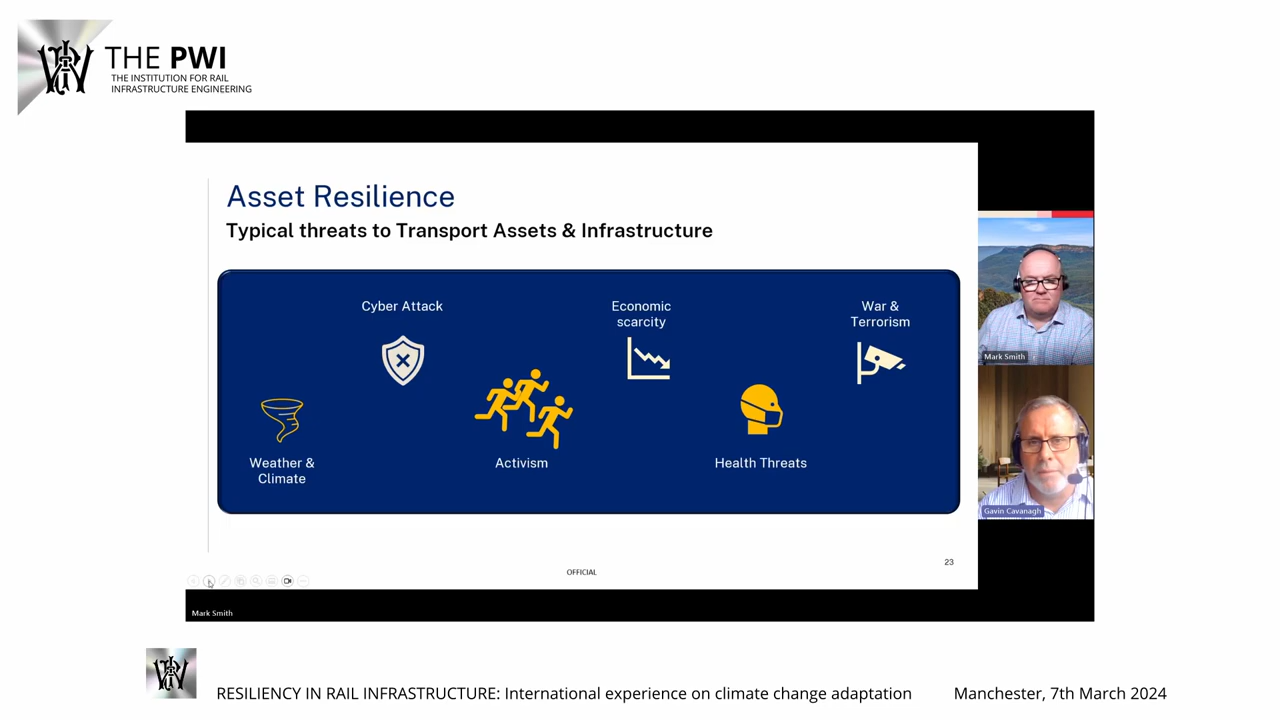 THE PWI
THE INSTITUTION FOR RAIL
INFRASTRUCTURE ENGINEERING
Asset Resilience
Typical threats to Transport Assets & Infrastructure
Cyber Attack
Economic
scarcity
War &
Terrorism
Weather &
Climate
Activism
Health Threats
Mark Smith
Gavin Cavanagh
23
OFFICIAL
Mark Smith
RESILIENCY IN RAIL INFRASTRUCTURE: International experience on climate change adaptation
Manchester, 7th March 2024